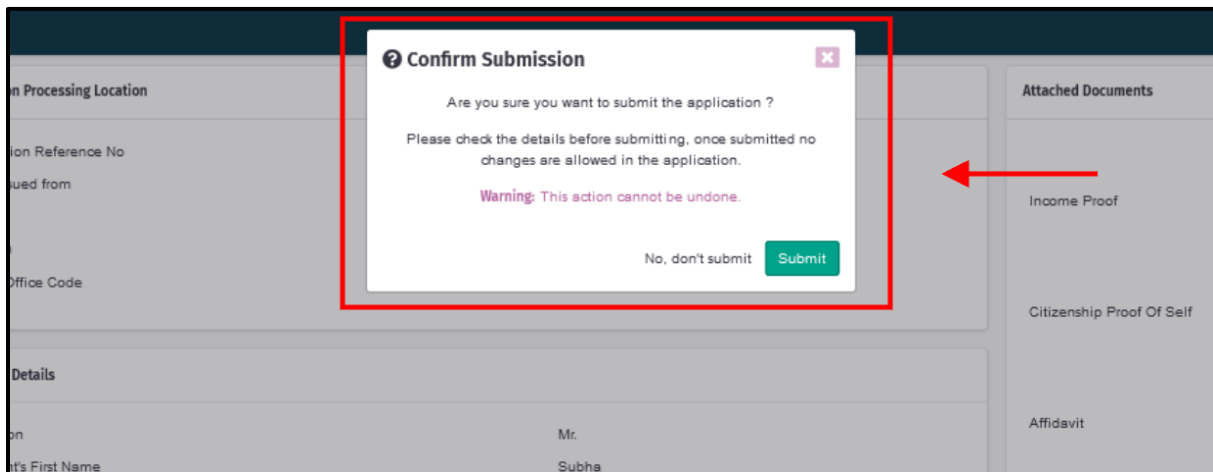 Confirm Submission
Are you sure you want to submit the application ?
Please check the details before submitting, once submitted no
changes are allowed in the application.
Warning: This action cannot be undone.
No, don't submit
Submit
on Processing Location
ion Reference No
sued from
Office Code
Details
on
Mr.
nt's First Name
Subha
Attached Documents
Income Proof
Citizenship Proof Of Self
Affidavit